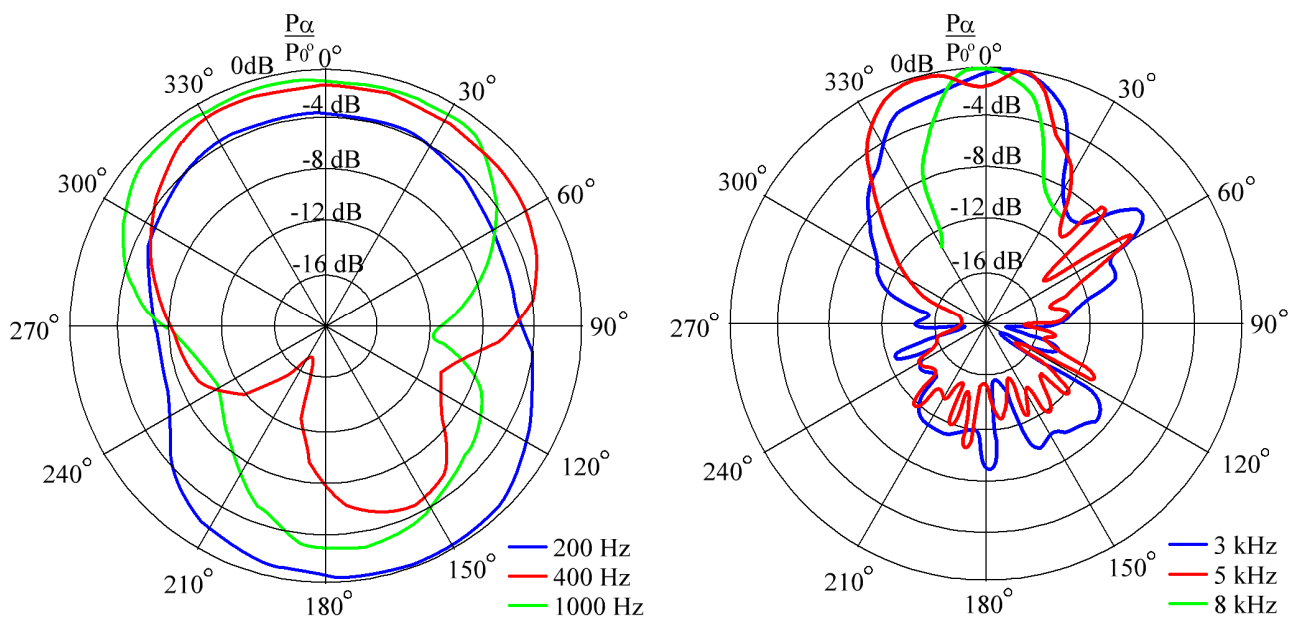 Pα
P0°
0dB
0°
330°
30°
-4 dB
-8 dB
300°
60°
-12 dB
-16 dB
270°
90°
240°
120°
210°
150°
180°
200 Hz
400 Hz
1000 Hz
Pα
P0°
0dB
0°
330°
30°
-4 dB
-8 dB
300°
60°
-12 dB
-16 dB
270°
90°
240°
120°
210°
150°
180°
3 kHz
5 kHz
8 kHz